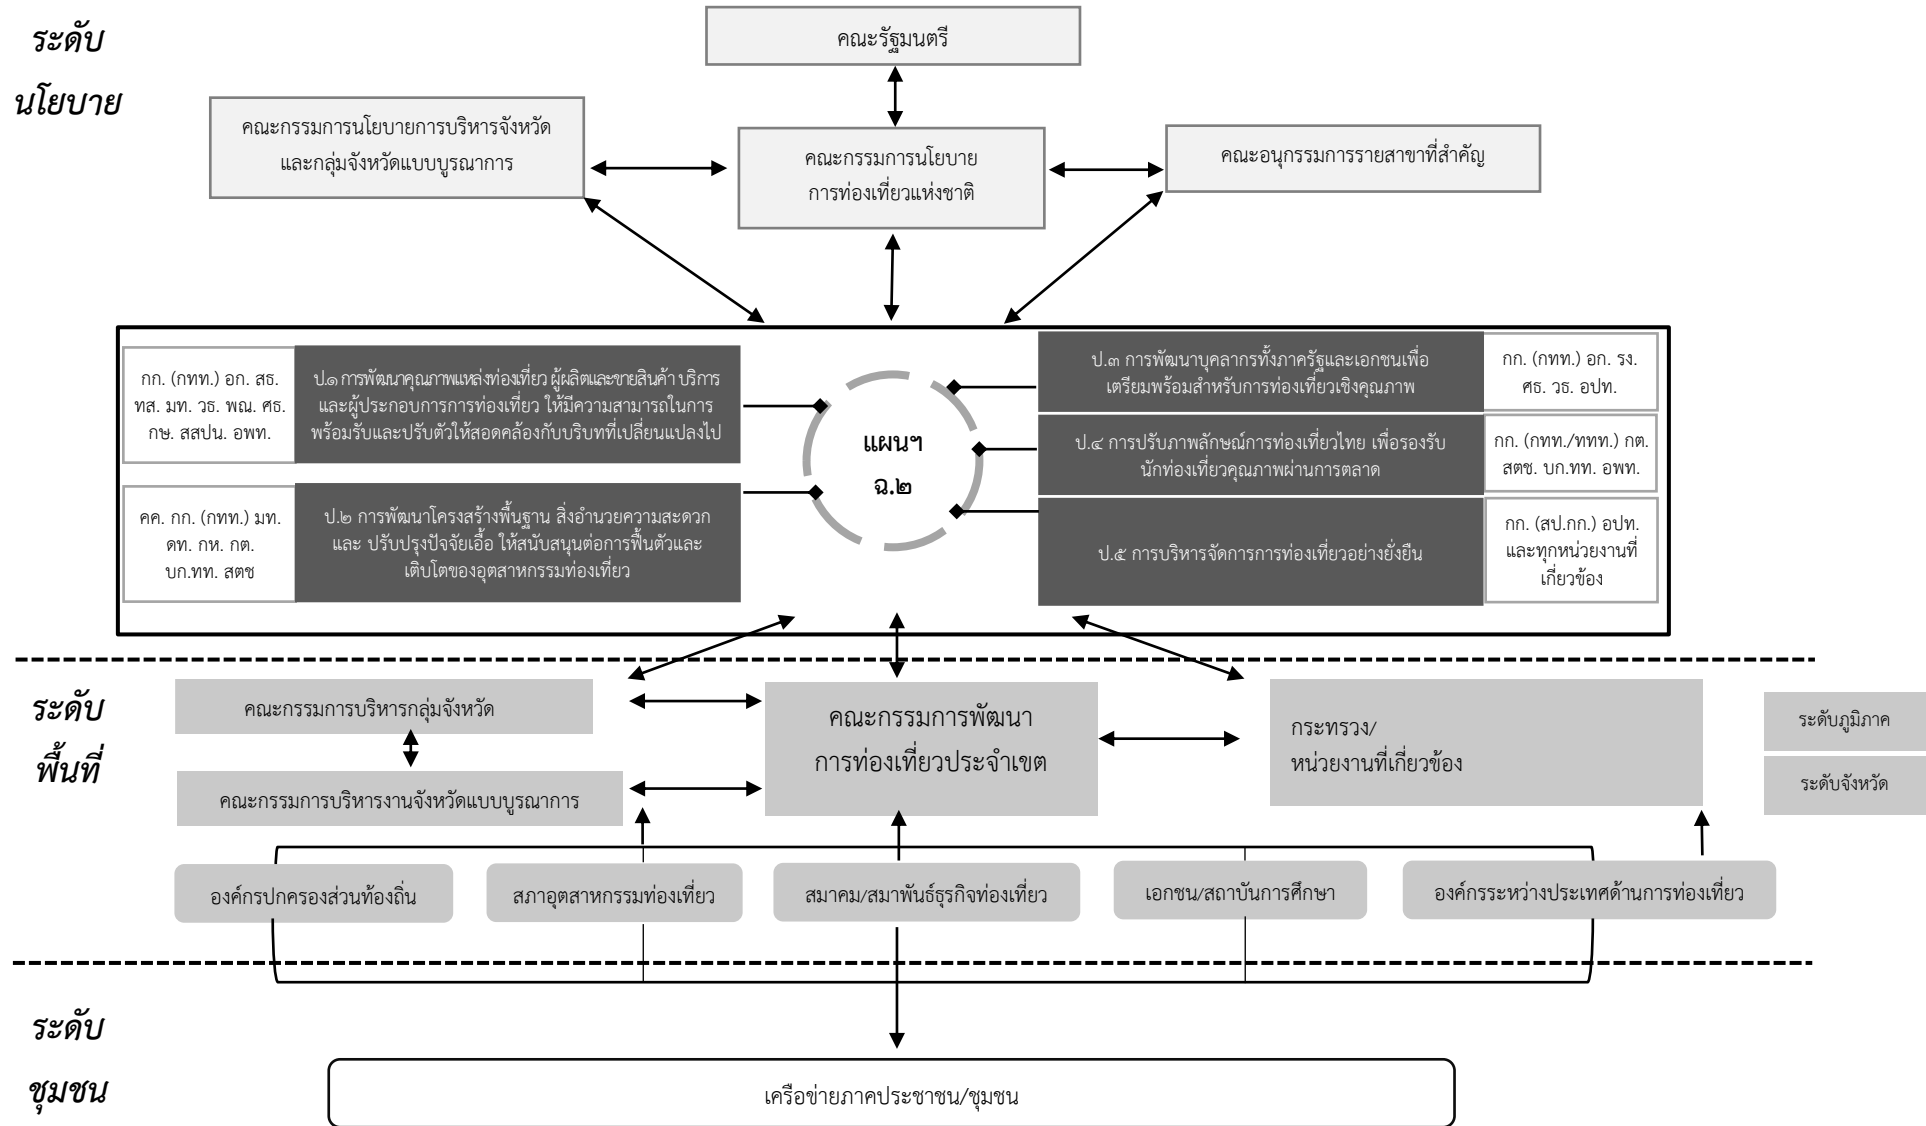 ระดับ
นโยบาย
คณะรัฐมนตรี
คณะกรรมการนโยบายการบริหารจังหวัด
และกลุ่มจังหวัดแบบบูรณาการ
คณะกรรมการนโยบาย
การท่องเที่ยวแห่งชาติ
คณะอนุกรรมการรายสาขาที่สำคัญ
กก. (กทท.) อก. สธ.
ทส. มท. วธ. พณ. ศธ.
กษ. สสปน. อพท.
ป.๑ การพัฒนาคุณภาพแหล่งท่องเที่ยว ผู้ผลิตและขายสินค้า บริการ
และผู้ประกอบการการท่องเที่ยว ให้มีความสามารถในการ
พร้อมรับและปรับตัวให้สอดคล้องกับบริบทที่เปลี่ยนแปลงไป
คค. กก. (กทท.) มท.
ดท. กห. กต.
บก.ทท. สตช
ป.๒ การพัฒนาโครงสร้างพื้นฐาน สิ่งอำนวยความสะดวก
และ ปรับปรุงปัจจัยเอื้อ ให้สนับสนุนต่อการฟื้นตัวและ
เติบโตของอุตสาหกรรมท่องเที่ยว
แผนฯ
ฉ.๒
ป.๓ การพัฒนาบุคลากรทั้งภาครัฐและเอกชนเพื่อ
เตรียมพร้อมสำหรับการท่องเที่ยวเชิงคุณภาพ
กก. (กทท.) อก. รง.
ศธ. วธ. อปท.
ป.๔ การปรับภาพลักษณ์การท่องเที่ยวไทย เพื่อรองรับ
นักท่องเที่ยวคุณภาพผ่านการตลาด
กก. (กทท./ททท.) กต.
สตช. บก.ทท. อพท.
ป.๕ การบริหารจัดการการท่องเที่ยวอย่างยั่งยืน
กก. (สป.กก.) อปท.
และทุกหน่วยงานที่
เกี่ยวข้อง
ระดับ
พื้นที่
คณะกรรมการบริหารกลุ่มจังหวัด
คณะกรรมการบริหารงานจังหวัดแบบบูรณาการ
คณะกรรมการพัฒนา
การท่องเที่ยวประจำเขต
กระทรวง/
หน่วยงานที่เกี่ยวข้อง
ระดับภูมิภาค
ระดับจังหวัด
องค์กรปกครองส่วนท้องถิ่น
สภาอุตสาหกรรมท่องเที่ยว
สมาคม/สมาพันธ์ธุรกิจท่องเที่ยว
เอกชน/สถาบันการศึกษา
องค์กรระหว่างประเทศด้านการท่องเที่ยว
ระดับ
ชุมชน
เครือข่ายภาคประชาชน/ชุมชน